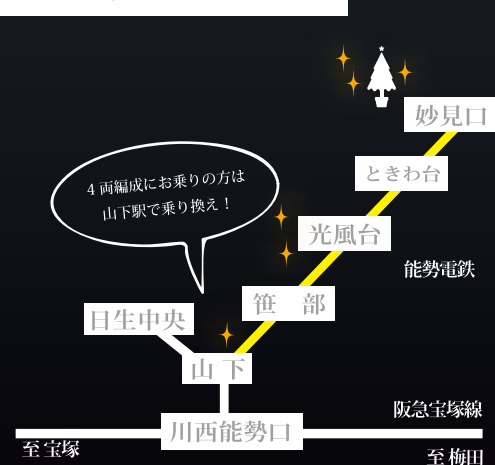 妙見口
ときわ台
4両編成にお乗りの方は
山下駅で乗り換え！
光風台
能勢電鉄
笹　部
日生中央
山　下
阪急宝塚線
川西能勢口
至 宝塚
至 梅田